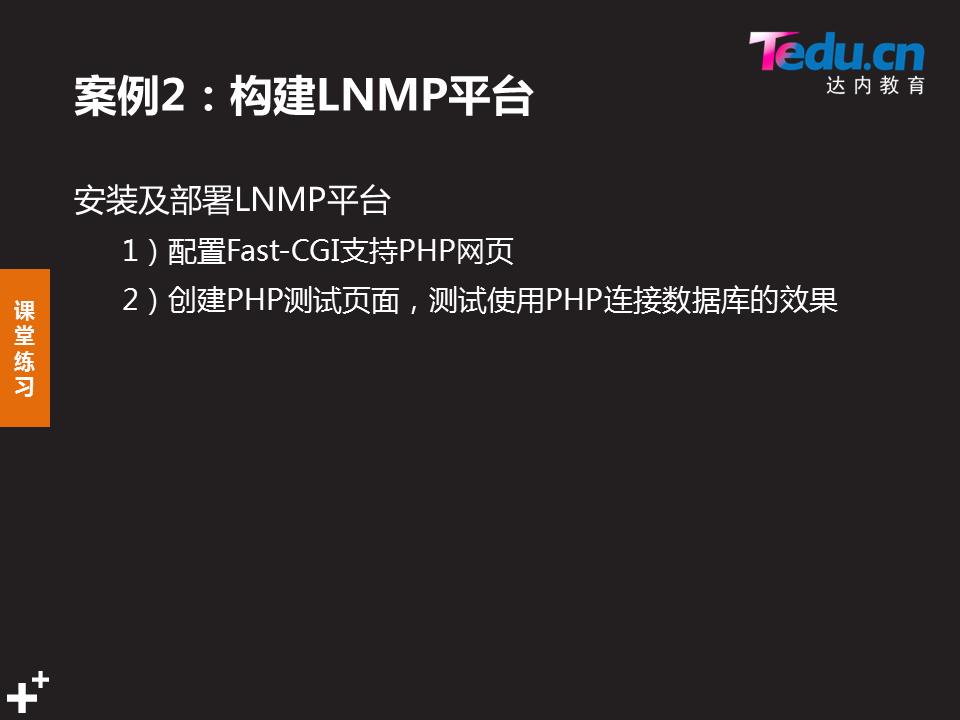 Tedu.cn
达内教育
案例2：构建LNMP平台
安装及部署LNMP平台
1）配置Fast-CGI支持PHP网页
2）创建PHP测试页面，测试使用PHP连接数据库的效果
课
堂
练
习